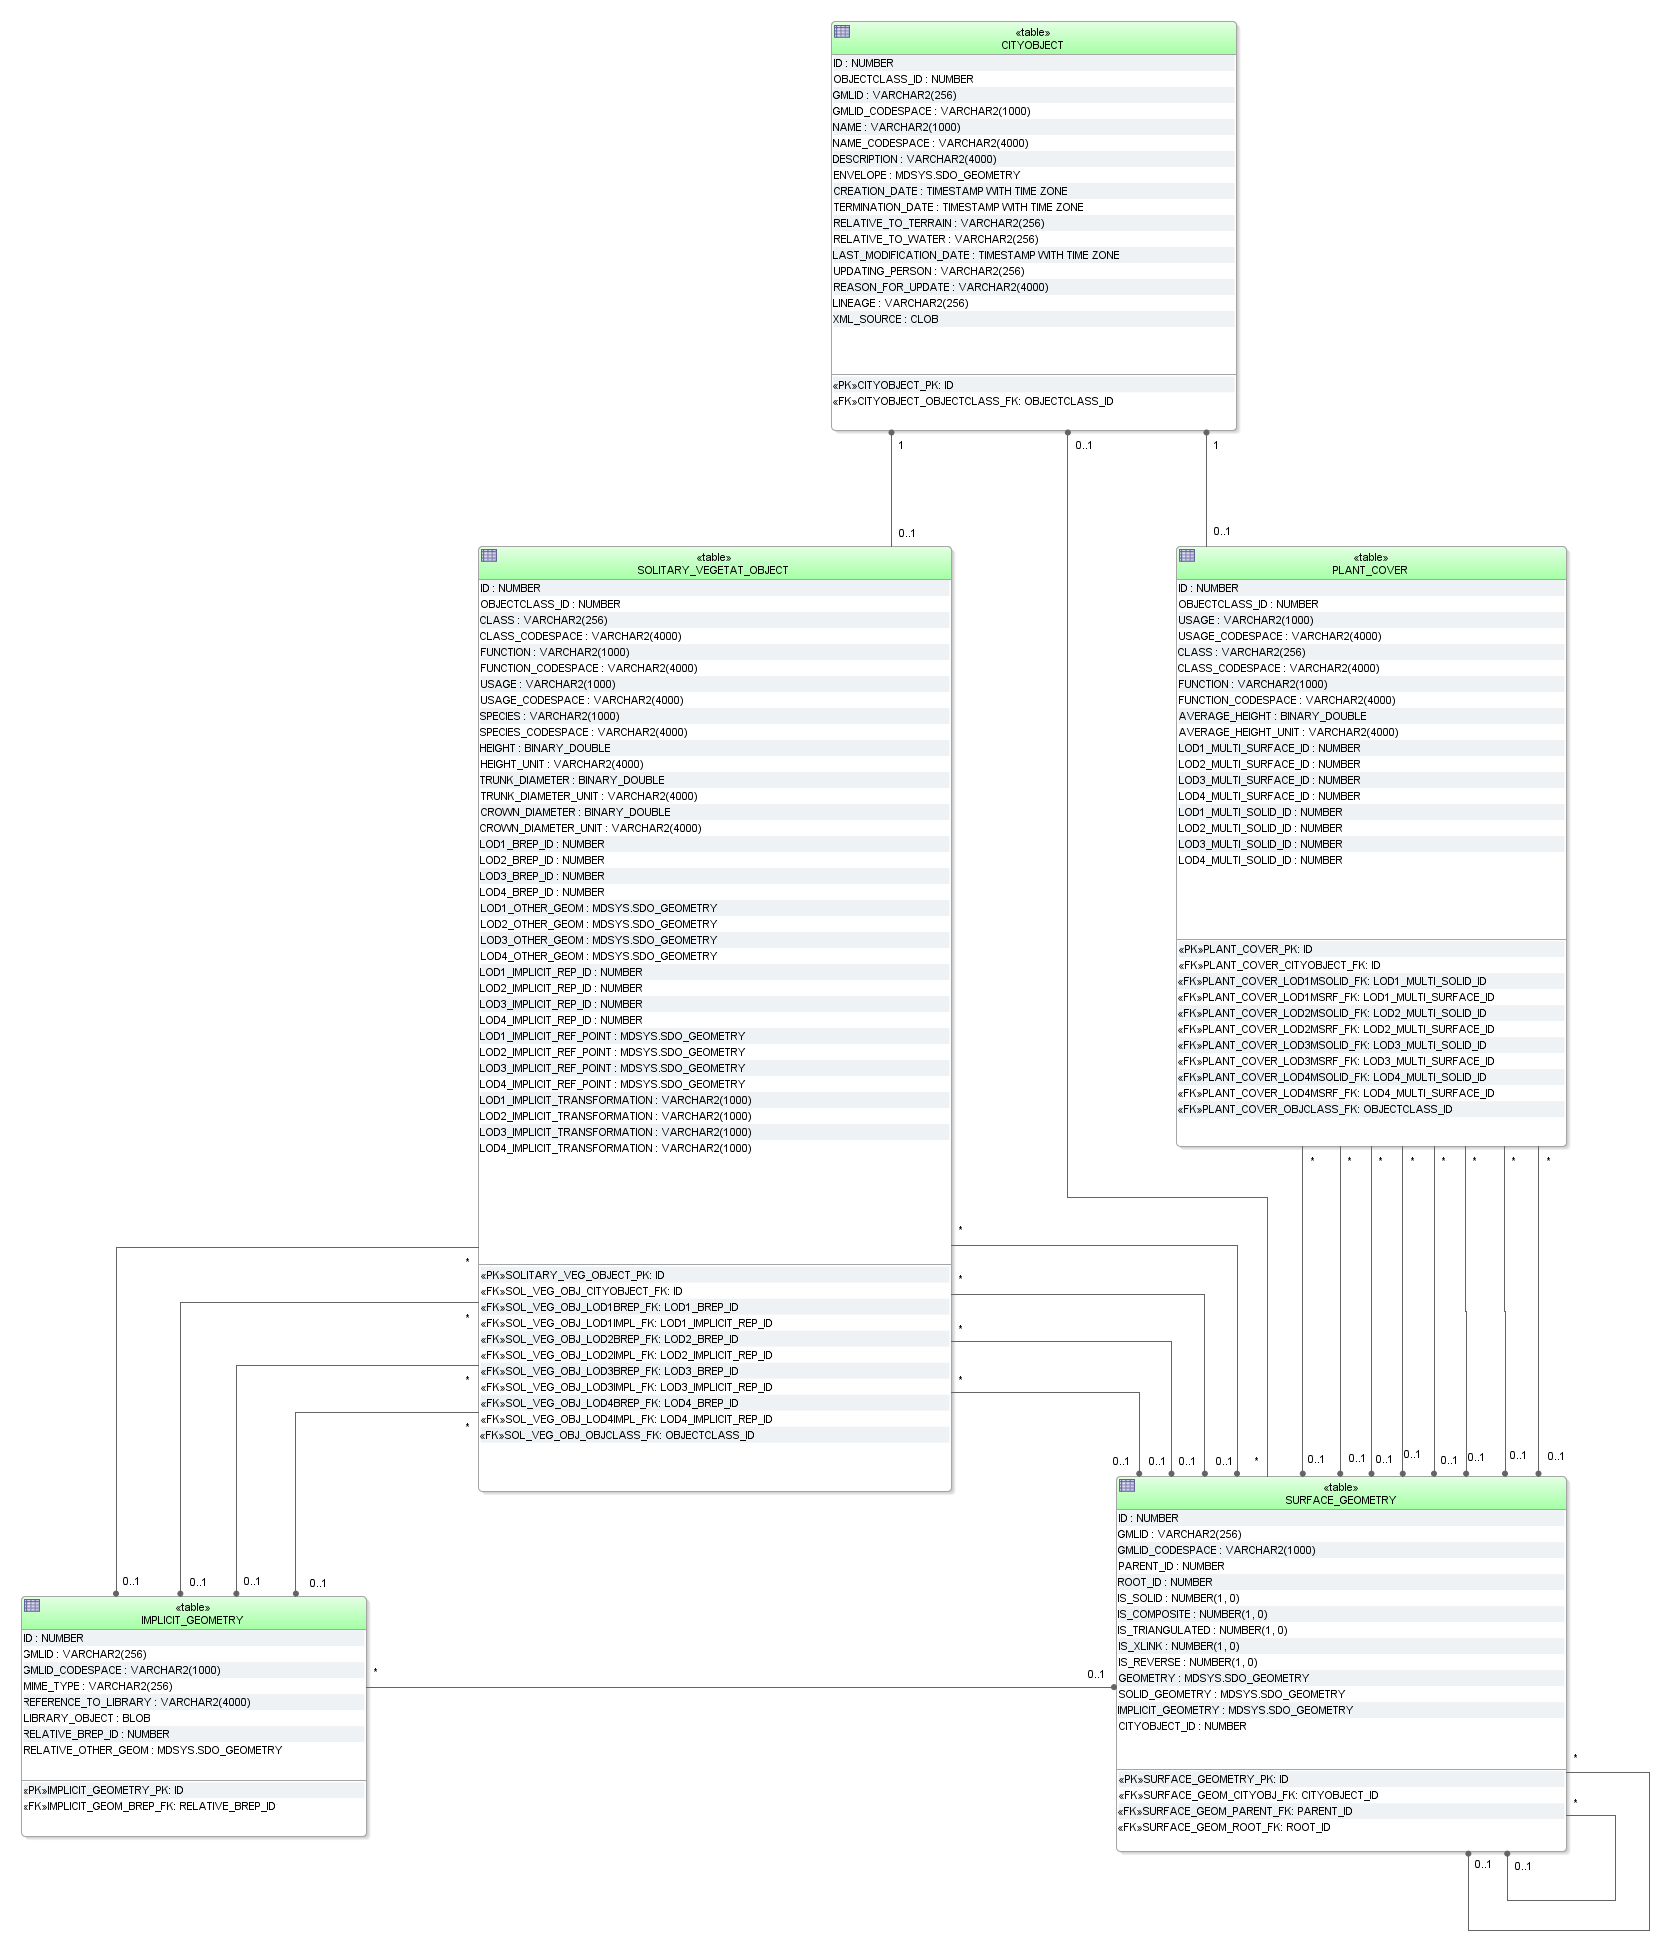 «table»
CITYOBJECT
ID : NUMBER
OBJECTCLASS_ID : NUMBER
GMLID : VARCHAR2(256)
GMLID_CODESPACE : VARCHAR2(1000)
NAME : VARCHAR2(1000)
NAME_CODESPACE : VARCHAR2(4000)
DESCRIPTION : VARCHAR2(4000)
ENVELOPE : MDSYS.SDO_GEOMETRY
CREATION_DATE : TIMESTAMP WITH TIME ZONE
TERMINATION_DATE : TIMESTAMP WITH TIME ZONE
RELATIVE_TO_TERRAIN : VARCHAR2(256)
RELATIVE_TO_WATER : VARCHAR2(256)
LAST_MODIFICATION_DATE : TIMESTAMP WITH TIME ZONE
UPDATING_PERSON : VARCHAR2(256)
REASON_FOR_UPDATE : VARCHAR2(4000)
LINEAGE : VARCHAR2(256)
XML_SOURCE : CLOB
«PK»CITYOBJECT_PK: ID
«FK»CITYOBJECT_OBJECTCLASS_FK: OBJECTCLASS_ID
1
0..1
1
0..1
0..1
«table»
SOLITARY_VEGETAT_OBJECT
ID : NUMBER
OBJECTCLASS_ID : NUMBER
CLASS : VARCHAR2(256)
CLASS_CODESPACE : VARCHAR2(4000)
FUNCTION : VARCHAR2(1000)
FUNCTION_CODESPACE : VARCHAR2(4000)
USAGE : VARCHAR2(1000)
USAGE_CODESPACE : VARCHAR2(4000)
SPECIES : VARCHAR2(1000)
SPECIES_CODESPACE : VARCHAR2(4000)
HEIGHT : BINARY_DOUBLE
HEIGHT_UNIT : VARCHAR2(4000)
TRUNK_DIAMETER : BINARY_DOUBLE
TRUNK_DIAMETER_UNIT : VARCHAR2(4000)
CROWN_DIAMETER : BINARY_DOUBLE
CROWN_DIAMETER_UNIT : VARCHAR2(4000)
LOD1_BREP_ID : NUMBER
LOD2_BREP_ID : NUMBER
LOD3_BREP_ID : NUMBER
LOD4_BREP_ID : NUMBER
LOD1_OTHER_GEOM : MDSYS.SDO_GEOMETRY
LOD2_OTHER_GEOM : MDSYS.SDO_GEOMETRY
LOD3_OTHER_GEOM : MDSYS.SDO_GEOMETRY
LOD4_OTHER_GEOM : MDSYS.SDO_GEOMETRY
LOD1_IMPLICIT_REP_ID : NUMBER
LOD2_IMPLICIT_REP_ID : NUMBER
LOD3_IMPLICIT_REP_ID : NUMBER
LOD4_IMPLICIT_REP_ID : NUMBER
LOD1_IMPLICIT_REF_POINT : MDSYS.SDO_GEOMETRY
LOD2_IMPLICIT_REF_POINT : MDSYS.SDO_GEOMETRY
LOD3_IMPLICIT_REF_POINT : MDSYS.SDO_GEOMETRY
LOD4_IMPLICIT_REF_POINT : MDSYS.SDO_GEOMETRY
LOD1_IMPLICIT_TRANSFORMATION : VARCHAR2(1000)
LOD2_IMPLICIT_TRANSFORMATION : VARCHAR2(1000)
LOD3_IMPLICIT_TRANSFORMATION : VARCHAR2(1000)
LOD4_IMPLICIT_TRANSFORMATION : VARCHAR2(1000)
«PK»SOLITARY_VEG_OBJECT_PK: ID
«FK»SOL_VEG_OBJ_CITYOBJECT_FK: ID
«FK»SOL_VEG_OBJ_LOD1BREP_FK: LOD1_BREP_ID
«FK»SOL_VEG_OBJ_LOD1IMPL_FK: LOD1_IMPLICIT_REP_ID
«FK»SOL_VEG_OBJ_LOD2BREP_FK: LOD2_BREP_ID
«FK»SOL_VEG_OBJ_LOD2IMPL_FK: LOD2_IMPLICIT_REP_ID
«FK»SOL_VEG_OBJ_LOD3BREP_FK: LOD3_BREP_ID
«FK»SOL_VEG_OBJ_LOD3IMPL_FK: LOD3_IMPLICIT_REP_ID
«FK»SOL_VEG_OBJ_LOD4BREP_FK: LOD4_BREP_ID
«FK»SOL_VEG_OBJ_LOD4IMPL_FK: LOD4_IMPLICIT_REP_ID
«FK»SOL_VEG_OBJ_OBJCLASS_FK: OBJECTCLASS_ID
«table»
PLANT_COVER
ID : NUMBER
OBJECTCLASS_ID : NUMBER
USAGE : VARCHAR2(1000)
USAGE_CODESPACE : VARCHAR2(4000)
CLASS : VARCHAR2(256)
CLASS_CODESPACE : VARCHAR2(4000)
FUNCTION : VARCHAR2(1000)
FUNCTION_CODESPACE : VARCHAR2(4000)
AVERAGE_HEIGHT : BINARY_DOUBLE
AVERAGE_HEIGHT_UNIT : VARCHAR2(4000)
LOD1_MULTI_SURFACE_ID : NUMBER
LOD2_MULTI_SURFACE_ID : NUMBER
LOD3_MULTI_SURFACE_ID : NUMBER
LOD4_MULTI_SURFACE_ID : NUMBER
LOD1_MULTI_SOLID_ID : NUMBER
LOD2_MULTI_SOLID_ID : NUMBER
LOD3_MULTI_SOLID_ID : NUMBER
LOD4_MULTI_SOLID_ID : NUMBER
«PK»PLANT_COVER_PK: ID
«FK»PLANT_COVER_CITYOBJECT_FK: ID
«FK»PLANT_COVER_LOD1MSOLID_FK: LOD1_MULTI_SOLID_ID
«FK»PLANT_COVER_LOD1MSRF_FK: LOD1_MULTI_SURFACE_ID
«FK»PLANT_COVER_LOD2MSOLID_FK: LOD2_MULTI_SOLID_ID
«FK»PLANT_COVER_LOD2MSRF_FK: LOD2_MULTI_SURFACE_ID
«FK»PLANT_COVER_LOD3MSOLID_FK: LOD3_MULTI_SOLID_ID
«FK»PLANT_COVER_LOD3MSRF_FK: LOD3_MULTI_SURFACE_ID
«FK»PLANT_COVER_LOD4MSOLID_FK: LOD4_MULTI_SOLID_ID
«FK»PLANT_COVER_LOD4MSRF_FK: LOD4_MULTI_SURFACE_ID
«FK»PLANT_COVER_OBJCLASS_FK: OBJECTCLASS_ID
* * * * * * * *
*
*
*
*
*
*
*
*
0..1 0..1 0..1 0..1 * 0..1 0..1 0..1 0..1 0..1 0..1 0..1 0..1
0..1 0..1 0..1 0..1
«table»
IMPLICIT_GEOMETRY
ID : NUMBER
GMLID : VARCHAR2(256)
GMLID_CODESPACE : VARCHAR2(1000)
MIME_TYPE : VARCHAR2(256)
REFERENCE_TO_LIBRARY : VARCHAR2(4000)
LIBRARY_OBJECT : BLOB
RELATIVE_BREP_ID : NUMBER
RELATIVE_OTHER_GEOM : MDSYS.SDO_GEOMETRY
«PK»IMPLICIT_GEOMETRY_PK: ID
«FK»IMPLICIT_GEOM_BREP_FK: RELATIVE_BREP_ID
*
0..1
«table»
SURFACE_GEOMETRY
ID : NUMBER
GMLID : VARCHAR2(256)
GMLID_CODESPACE : VARCHAR2(1000)
PARENT_ID : NUMBER
ROOT_ID : NUMBER
IS_SOLID : NUMBER(1, 0)
IS_COMPOSITE : NUMBER(1, 0)
IS_TRIANGULATED : NUMBER(1, 0)
IS_XLINK : NUMBER(1, 0)
IS_REVERSE : NUMBER(1, 0)
GEOMETRY : MDSYS.SDO_GEOMETRY
SOLID_GEOMETRY : MDSYS.SDO_GEOMETRY
IMPLICIT_GEOMETRY : MDSYS.SDO_GEOMETRY
CITYOBJECT_ID : NUMBER
«PK»SURFACE_GEOMETRY_PK: ID
«FK»SURFACE_GEOM_CITYOBJ_FK: CITYOBJECT_ID
«FK»SURFACE_GEOM_PARENT_FK: PARENT_ID
«FK»SURFACE_GEOM_ROOT_FK: ROOT_ID
*
*
0..1 0..1